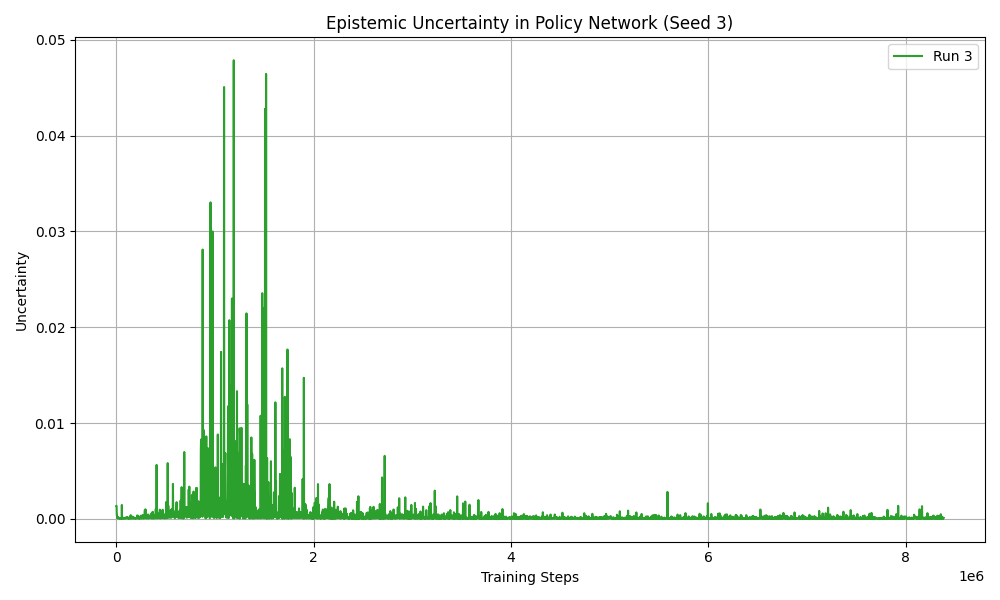 Epistemic Uncertainty in Policy Network (Seed 3)
Run 3
0.05
0.04
0.03
0.02
0.01
0.00
Uncertainty
0 2 4 6 8
1e6
Training Steps